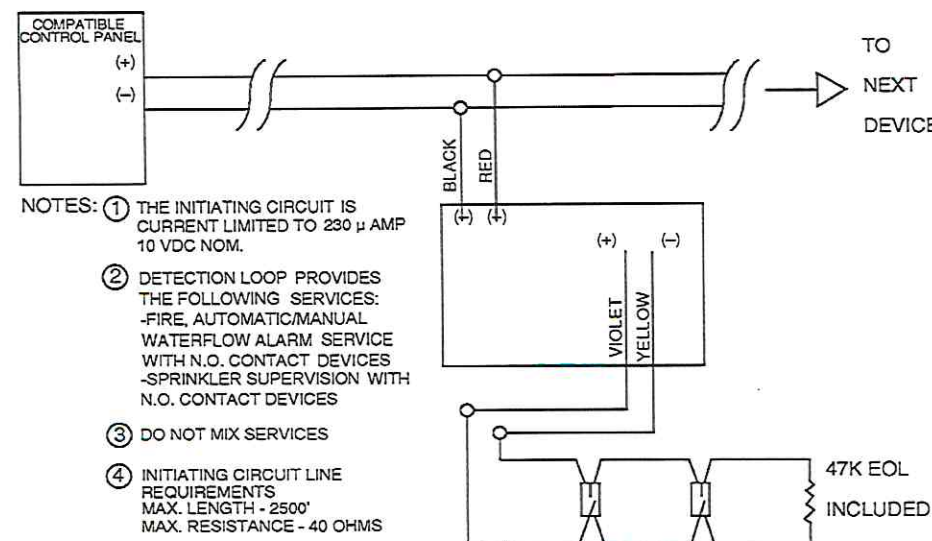 COMPATIBLE
CONTROL PANEL
(+)
(–)
TO
NEXT
DEVICE
BLACK
RED
(–) (+)
(+) (–)
VIOLET
YELLOW
NOTES: ① THE INITIATING CIRCUIT IS
CURRENT LIMITED TO 230 µ AMP
10 VDC NOM.
② DETECTION LOOP PROVIDES
THE FOLLOWING SERVICES:
-FIRE, AUTOMATIC/MANUAL
WATERFLOW ALARM SERVICE
WITH N.O. CONTACT DEVICES
-SPRINKLER SUPERVISION WITH
N.O. CONTACT DEVICES
③ DO NOT MIX SERVICES
④ INITIATING CIRCUIT LINE
REQUIREMENTS
MAX. LENGTH - 2500'
MAX. RESISTANCE - 40 OHMS
47K EOL
INCLUDED